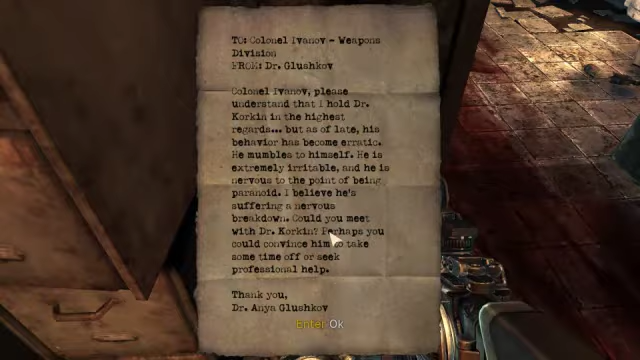 TO: Colonel Ivanov - Weapons
Division
FROM: Dr. Glushkov
Colonel Ivanov, please
understand that I hold Dr.
Korkin in the highest
regards... but as of late, his
behavior has become erratic.
He mumbles to himself. He is
extremely irritable, and he is
nervous to the point of being
paranoid. I believe he's
suffering a nervous
breakdown. Could you meet
with Dr. Korkin? Perhaps you
could convince him to take
some time off or seek
professional help.
Thank you,
Dr. Anya Glushkov
Enter Ok